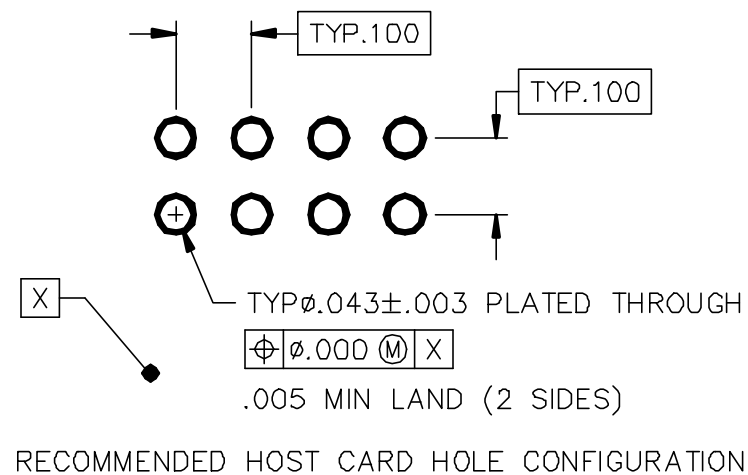 TYP.100
TYP.100
X
TYPø.043±.003 PLATED THROUGH
⌖ ø.000 Ⓜ X
.005 MIN LAND (2 SIDES)
RECOMMENDED HOST CARD HOLE CONFIGURATION